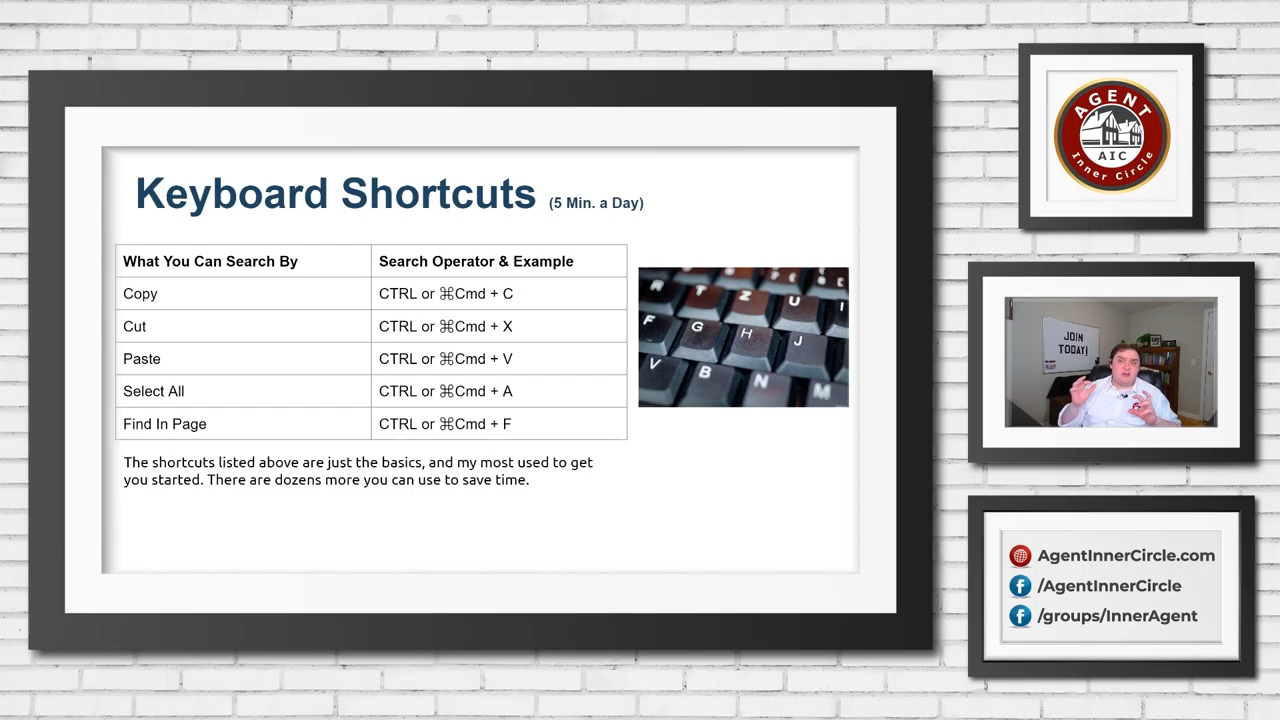 Keyboard Shortcuts (5 Min. a Day)
What You Can Search By Search Operator & Example
Copy CTRL or ⌘Cmd + C
Cut CTRL or ⌘Cmd + X
Paste CTRL or ⌘Cmd + V
Select All CTRL or ⌘Cmd + A
Find In Page CTRL or ⌘Cmd + F
The shortcuts listed above are just the basics, and my most used to get
you started. There are dozens more you can use to save time.
R T Z U I
F G H J
V B N M
AGENT
AIC
Inner Circle
JOIN
TODAY!
AgentInnerCircle.com
/AgentInnerCircle
/groups/InnerAgent